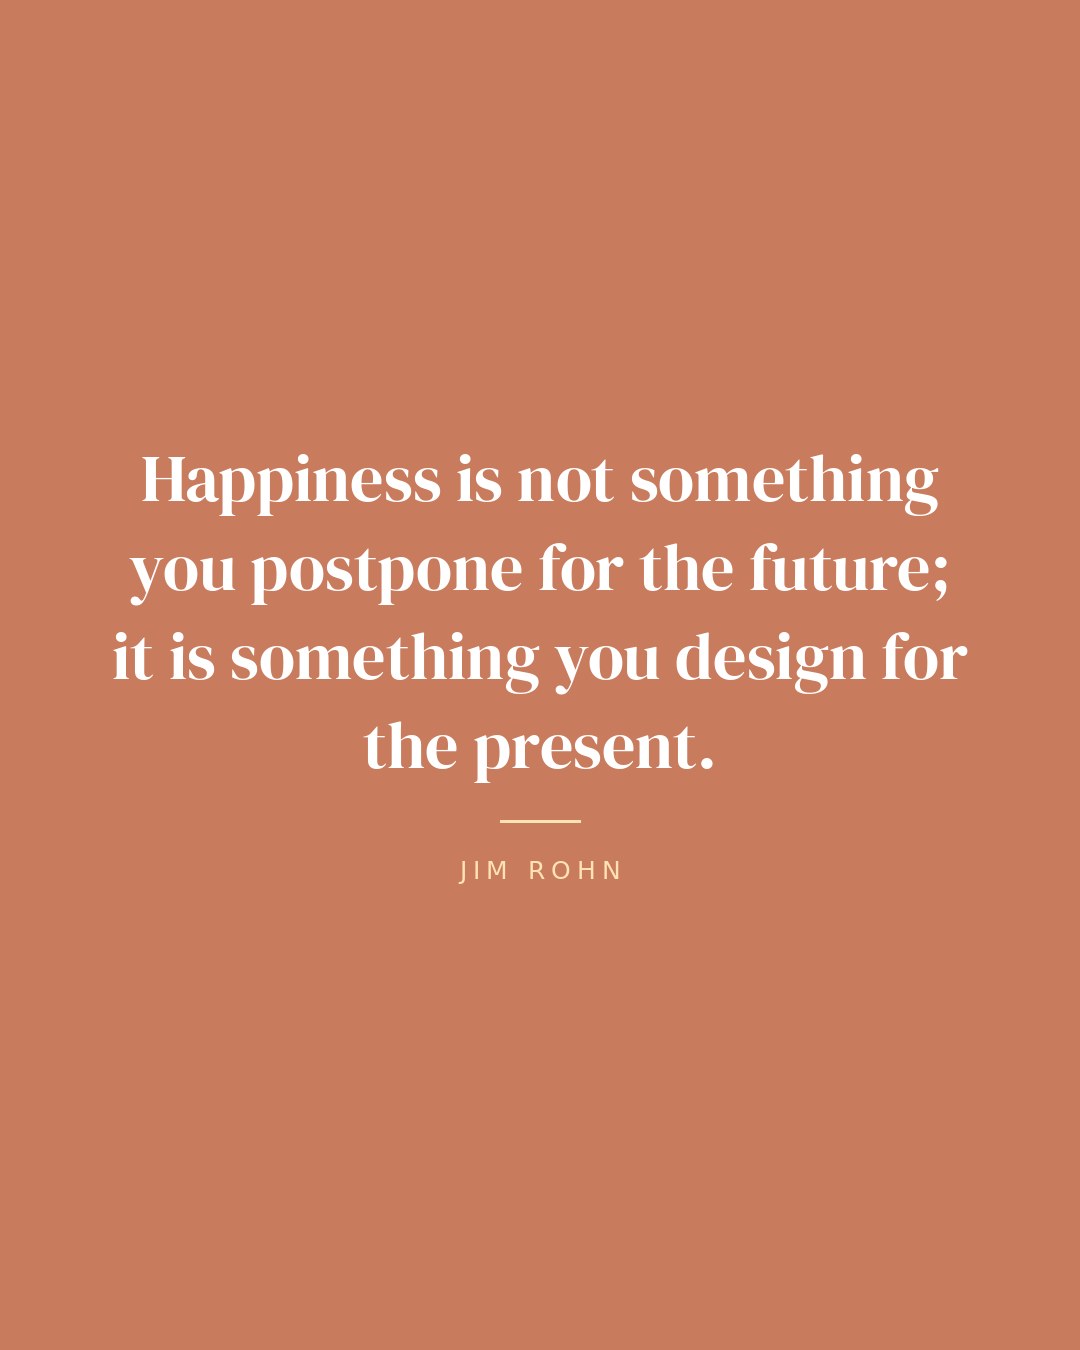 Happiness is not something
you postpone for the future;
it is something you design for
the present.
JIM ROHN